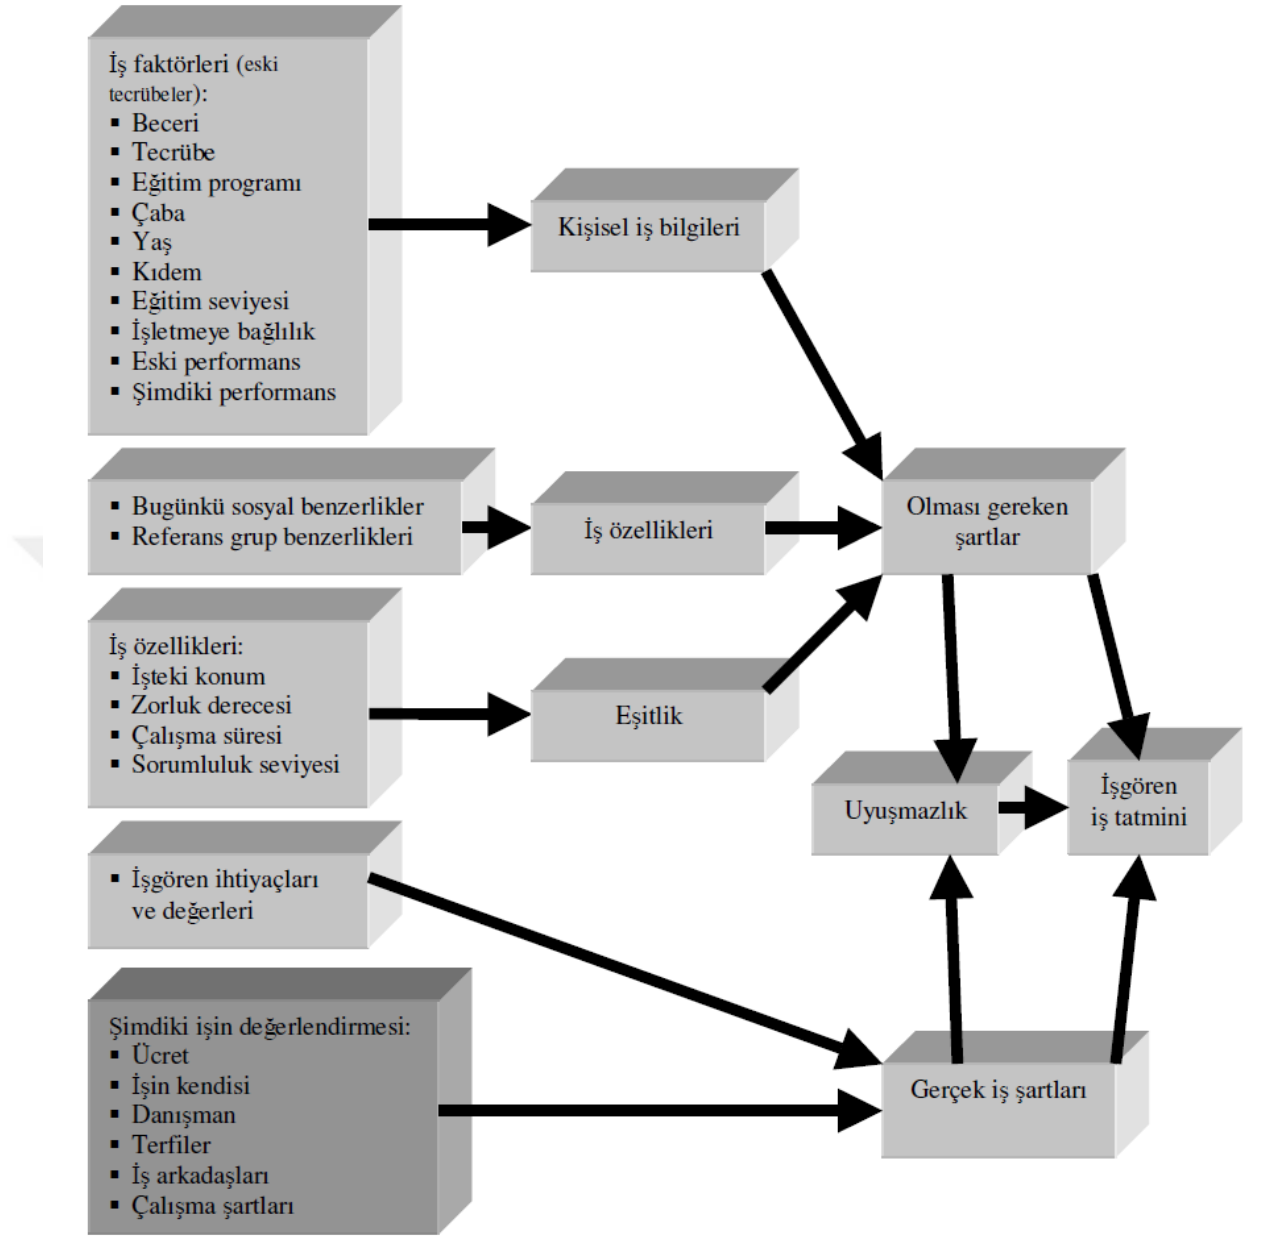 İş faktörleri (eski
tecrübeler):
▪ Beceri
▪ Tecrübe
▪ Eğitim programı
▪ Çaba
▪ Yaş
▪ Kıdem
▪ Eğitim seviyesi
▪ İşletmeye bağlılık
▪ Eski performans
▪ Şimdiki performans
Kişisel iş bilgileri
▪ Bugünkü sosyal benzerlikler
▪ Referans grup benzerlikleri
İş özellikleri
Olması gereken
şartlar
İş özellikleri:
▪ İşteki konum
▪ Zorluk derecesi
▪ Çalışma süresi
▪ Sorumluluk seviyesi
Eşitlik
Uyuşmazlık
İşgören
iş tatmini
▪ İşgören ihtiyaçları
ve değerleri
Şimdiki işin değerlendirmesi:
▪ Ücret
▪ İşin kendisi
▪ Danışman
▪ Terfiler
▪ İş arkadaşları
▪ Çalışma şartları
Gerçek iş şartları